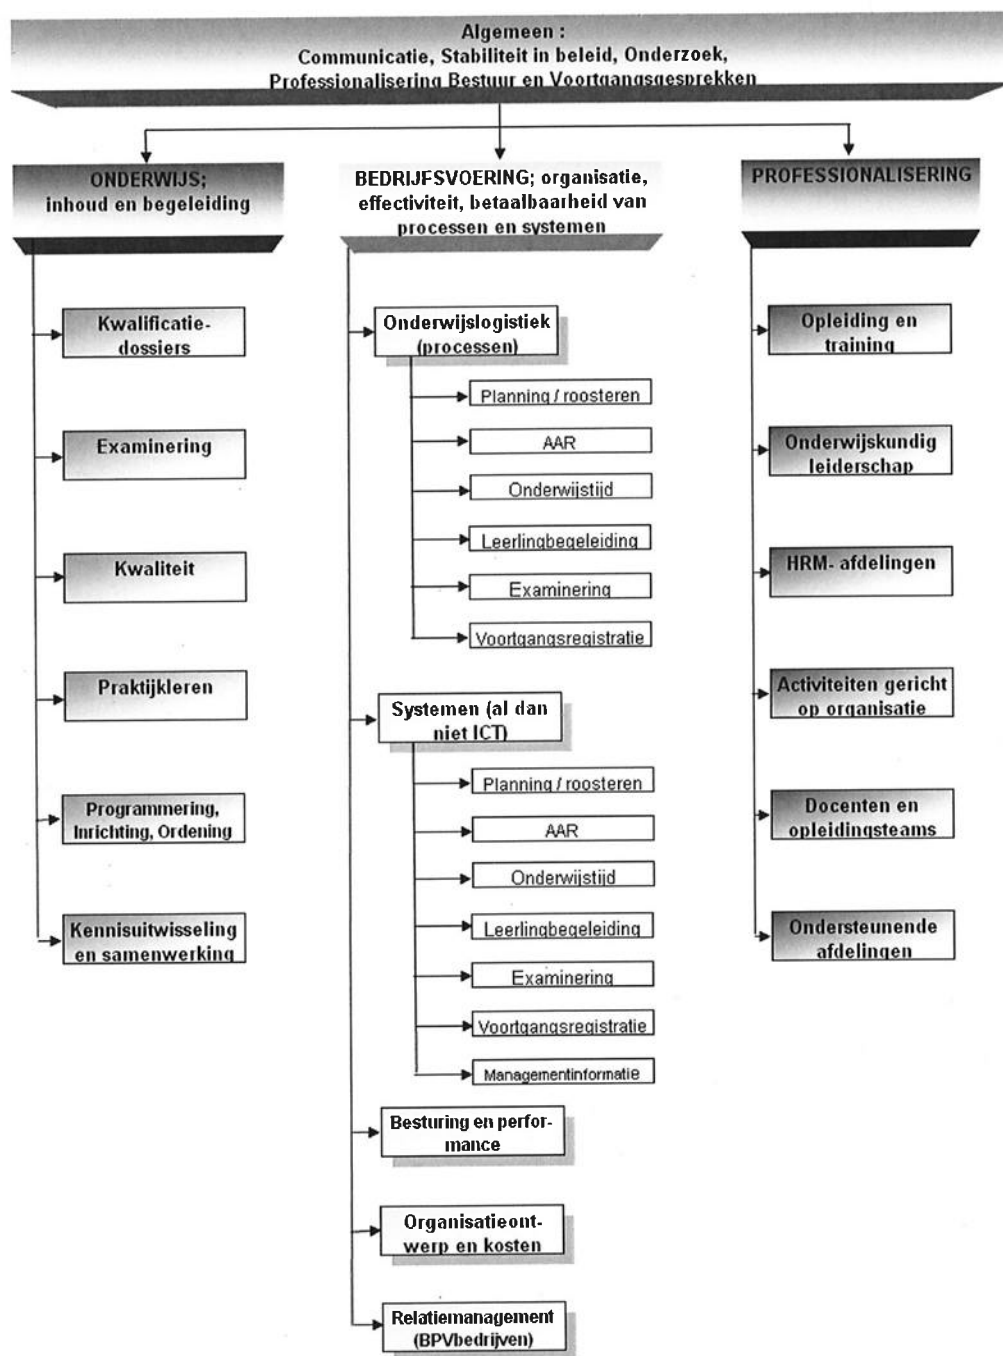 Algemeen :
Communicatie, Stabiliteit in beleid, Onderzoek,
Professionalisering Bestuur en Voortgangsgesprekken
ONDERWIJS;
inhoud en begeleiding
Kwalificatie-
dossiers
Examinering
Kwaliteit
Praktijkleren
Programmering,
Inrichting, Ordening
Kennisuitwisseling
en samenwerking
BEDRIJFSVOERING; organisatie,
effectiviteit, betaalbaarheid van
processen en systemen
Onderwijslogistiek
(processen)
Planning / roosteren
AAR
Onderwijstijd
Leerlingbegeleiding
Examinering
Voortgangsregistratie
Systemen (al dan
niet ICT)
Planning / roosteren
AAR
Onderwijstijd
Leerlingbegeleiding
Examinering
Voortgangsregistratie
Managementinformatie
Besturing en perfor-
mance
Organisatieont-
werp en kosten
Relatiemanagement
(BPVbedrijven)
PROFESSIONALISERING
Opleiding en
training
Onderwijskundig
leiderschap
HRM- afdelingen
Activiteiten gericht
op organisatie
Docenten en
opleidingsteams
Ondersteunende
afdelingen